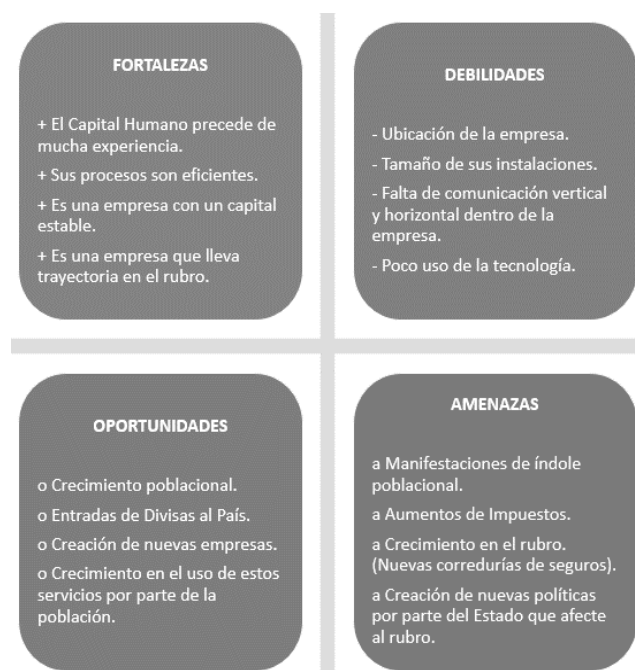 FORTALEZAS
+ El Capital Humano precede de
mucha experiencia.
+ Sus procesos son eficientes.
+ Es una empresa con un capital
estable.
+ Es una empresa que lleva
trayectoria en el rubro.
DEBILIDADES
- Ubicación de la empresa.
- Tamaño de sus instalaciones.
- Falta de comunicación vertical
y horizontal dentro de la
empresa.
- Poco uso de la tecnología.
OPORTUNIDADES
o Crecimiento poblacional.
o Entradas de Divisas al País.
o Creación de nuevas empresas.
o Crecimiento en el uso de estos
servicios por parte de la
población.
AMENAZAS
a Manifestaciones de índole
poblacional.
a Aumentos de Impuestos.
a Crecimiento en el rubro.
(Nuevas corredurías de seguros).
a Creación de nuevas políticas
por parte del Estado que afecte
al rubro.